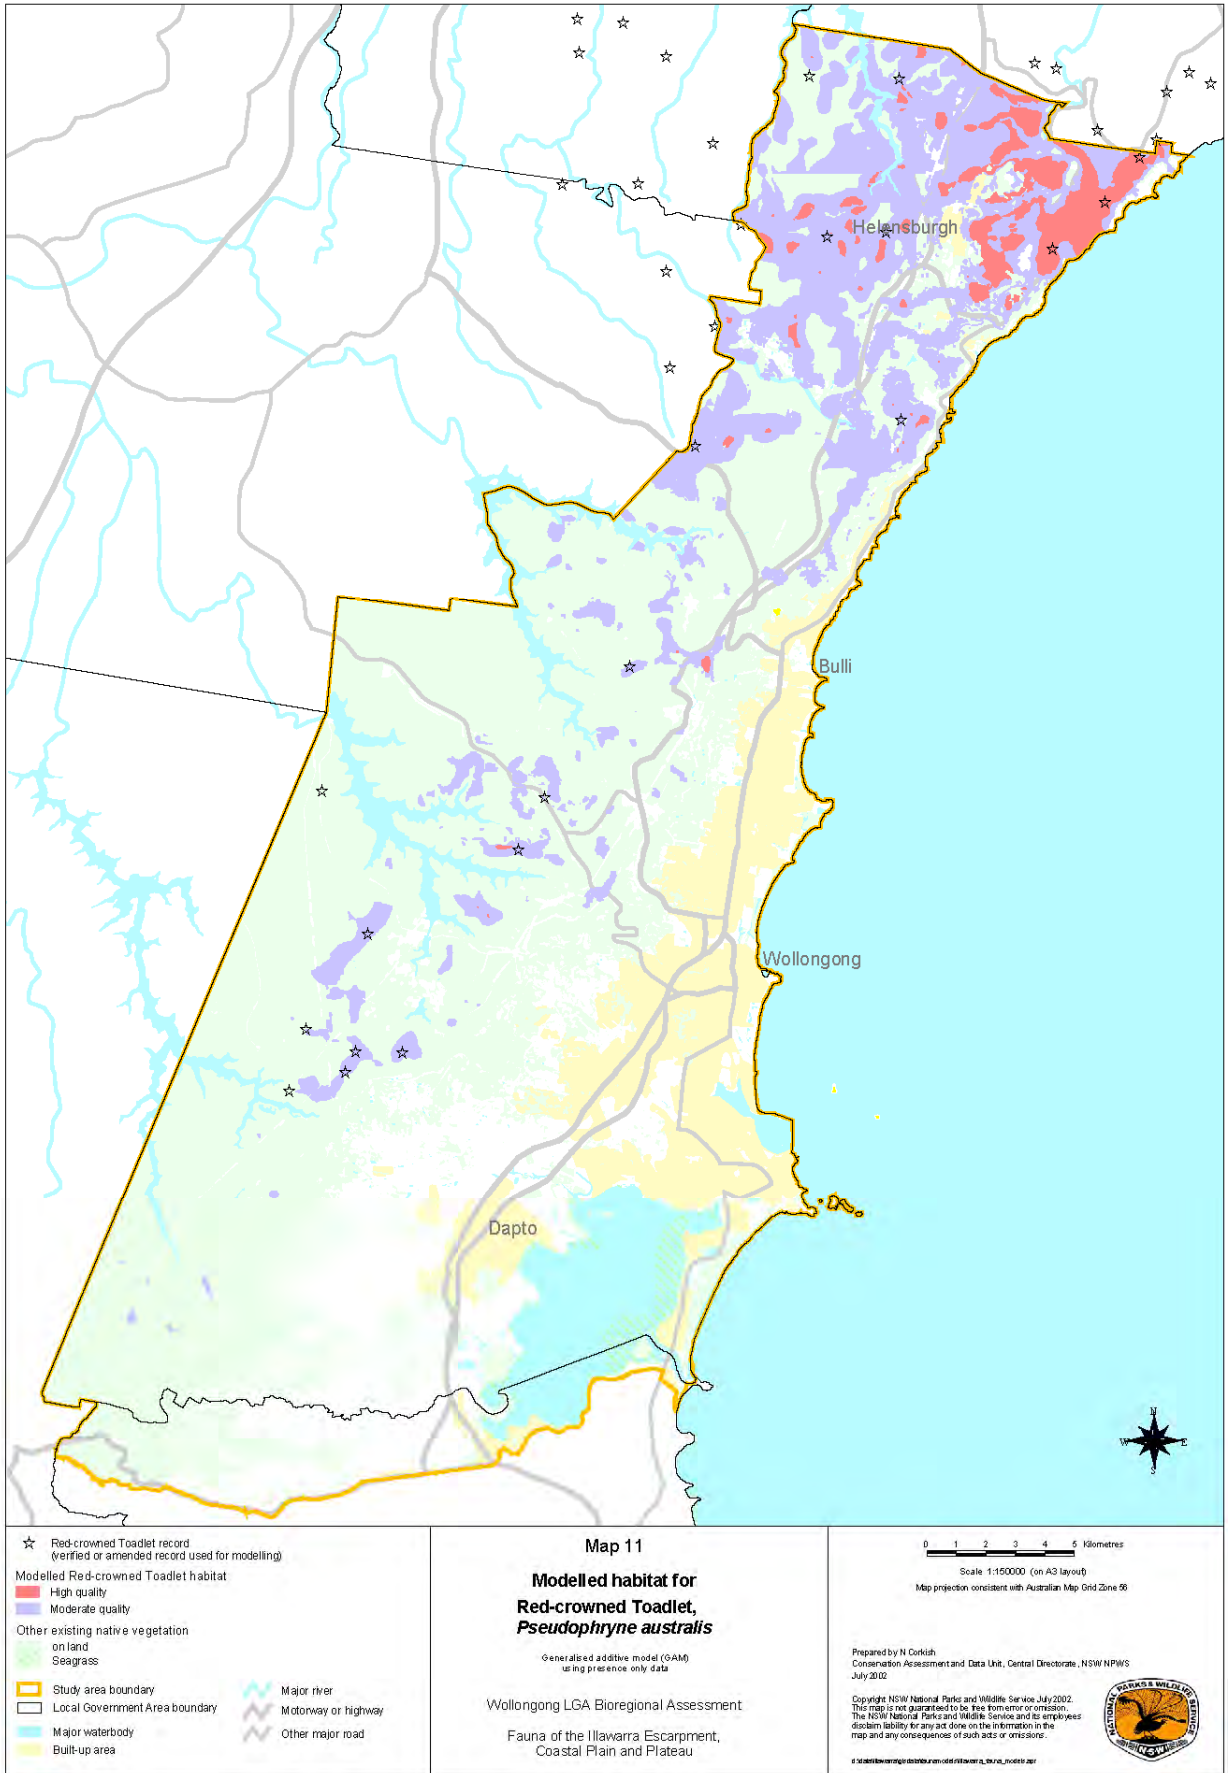 Helensburgh
Bulli
Wollongong
Dapto
N
W E
S
Red-crowned Toadlet record
(verified or amended record used for modelling)
Modelled Red-crowned Toadlet habitat
High quality
Moderate quality
Other existing native vegetation
on land
Seagrass
Study area boundary
Local Government Area boundary
Major waterbody
Built-up area
Major river
Motorway or highway
Other major road
Map 11
Modelled habitat for
Red-crowned Toadlet,
Pseudophryne australis
Generalised additive model (GAM)
using presence only data
Wollongong LGA Bioregional Assessment
Fauna of the Illawarra Escarpment,
Coastal Plain and Plateau
0 1 2 3 4 5 Kilometres
Scale 1:150000 (on A3 layout)
Map projection consistent with Australian Map Grid Zone 56
Prepared by N Corkish
Conservation Assessment and Data Unit, Central Directorate, NSW NPWS
July 2002
Copyright NSW National Parks and Wildlife Service July 2002.
This map is not guaranteed to be free from error or omission.
The NSW National Parks and Wildlife Service and its employees
disclaim liability for any act done on the information in the
map and any consequences of such acts or omissions.
NATIONAL PARKS & WILDLIFE SERVICE
N·S·W